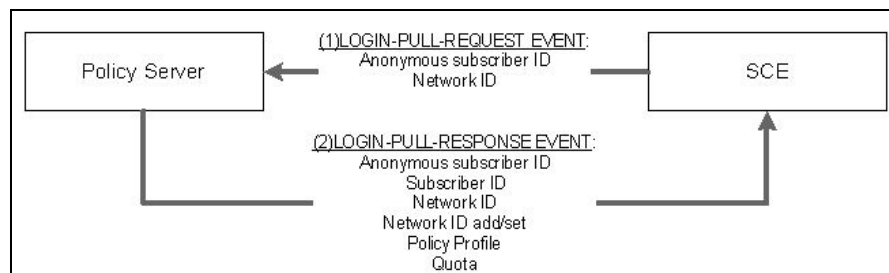 (1)LOGIN-PULL-REQUEST EVENT:
Anonymous subscriber ID
Network ID
Policy Server
SCE
(2)LOGIN-PULL-RESPONSE EVENT:
Anonymous subscriber ID
Subscriber ID
Network ID
Network ID add/set
Policy Profile
Quota